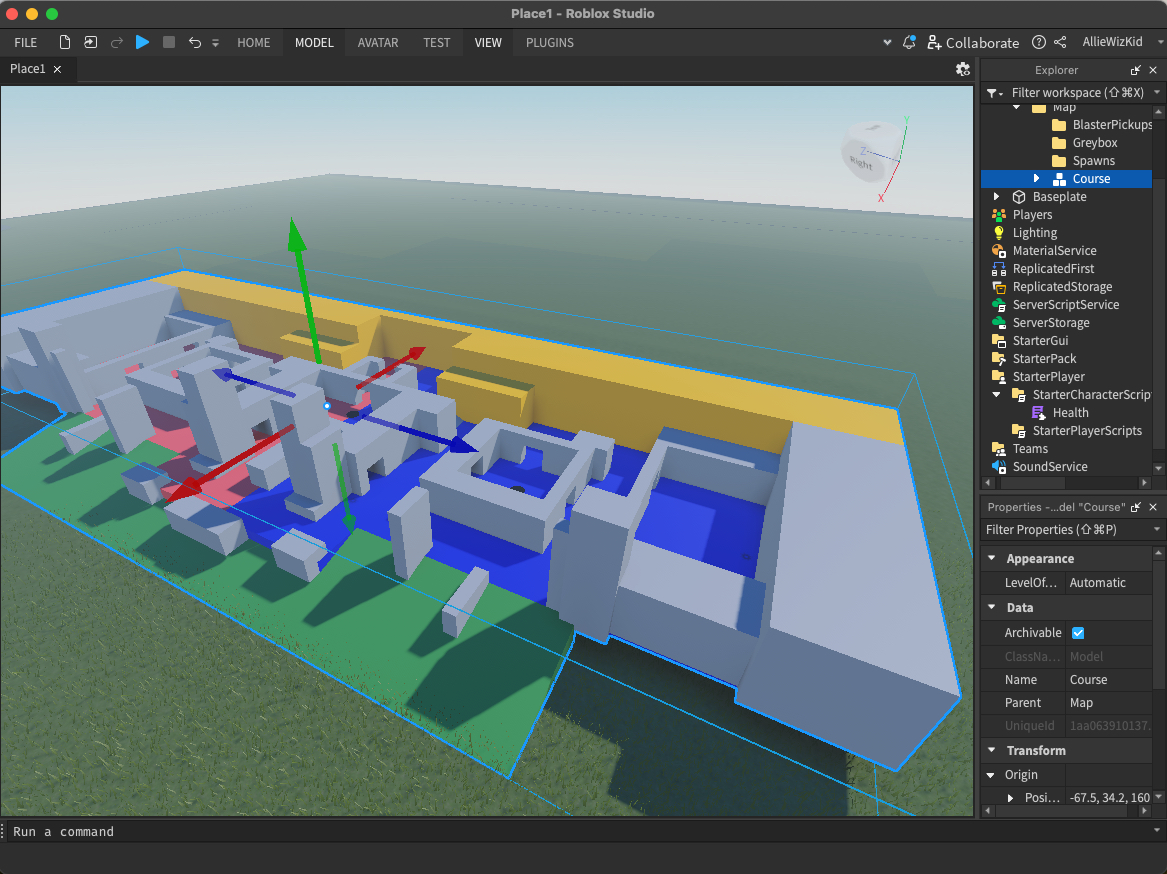 Place1 - Roblox Studio
FILE HOME MODEL AVATAR TEST VIEW PLUGINS Collaborate AllieWizKid
Place1
Explorer
Filter workspace (⇧⌘X)
Map
BlasterPickups
Greybox
Spawns
Course
Baseplate
Players
Lighting
MaterialService
ReplicatedFirst
ReplicatedStorage
ServerScriptService
ServerStorage
StarterGui
StarterPack
StarterPlayer
StarterCharacterScrip
Health
StarterPlayerScripts
Teams
SoundService
Y
Z
Right
X
Properties -...del "Course"
Filter Properties (⇧⌘P)
Appearance
LevelOf... Automatic
Data
Archivable
ClassNa... Model
Name Course
Parent Map
UniqueId 1aa063910137.
Transform
Origin
Posi... -67.5, 34.2, 160
Run a command